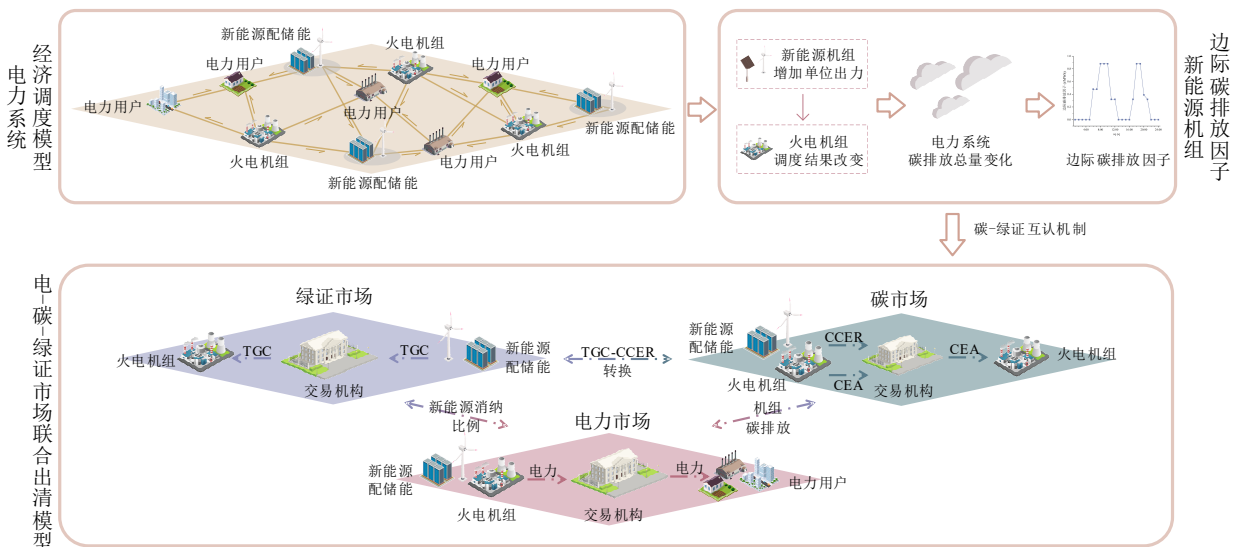 电力系统
经济调度模型
新能源配储能
火电机组
电力用户
电力用户
电力用户
电力用户
新能源配储能
火电机组
电力用户
火电机组
新能源配储能
新能源机组
增加单位出力
火电机组
调度结果改变
电力系统
碳排放总量变化
边际碳排放因子
新能源机组
边际碳排放因子
碳-绿证互认机制
电-碳-绿证市场联合出清模型
绿证市场
火电机组
TGC
TGC
交易机构
新能源
配储能
TGC-CCER
转换
碳市场
新能源
配储能
火电机组
CCER
CEA
交易机构
CEA
火电机组
新能源消纳
比例
机组
碳排放
电力市场
新能源
配储能
火电机组
电力
交易机构
电力
电力用户